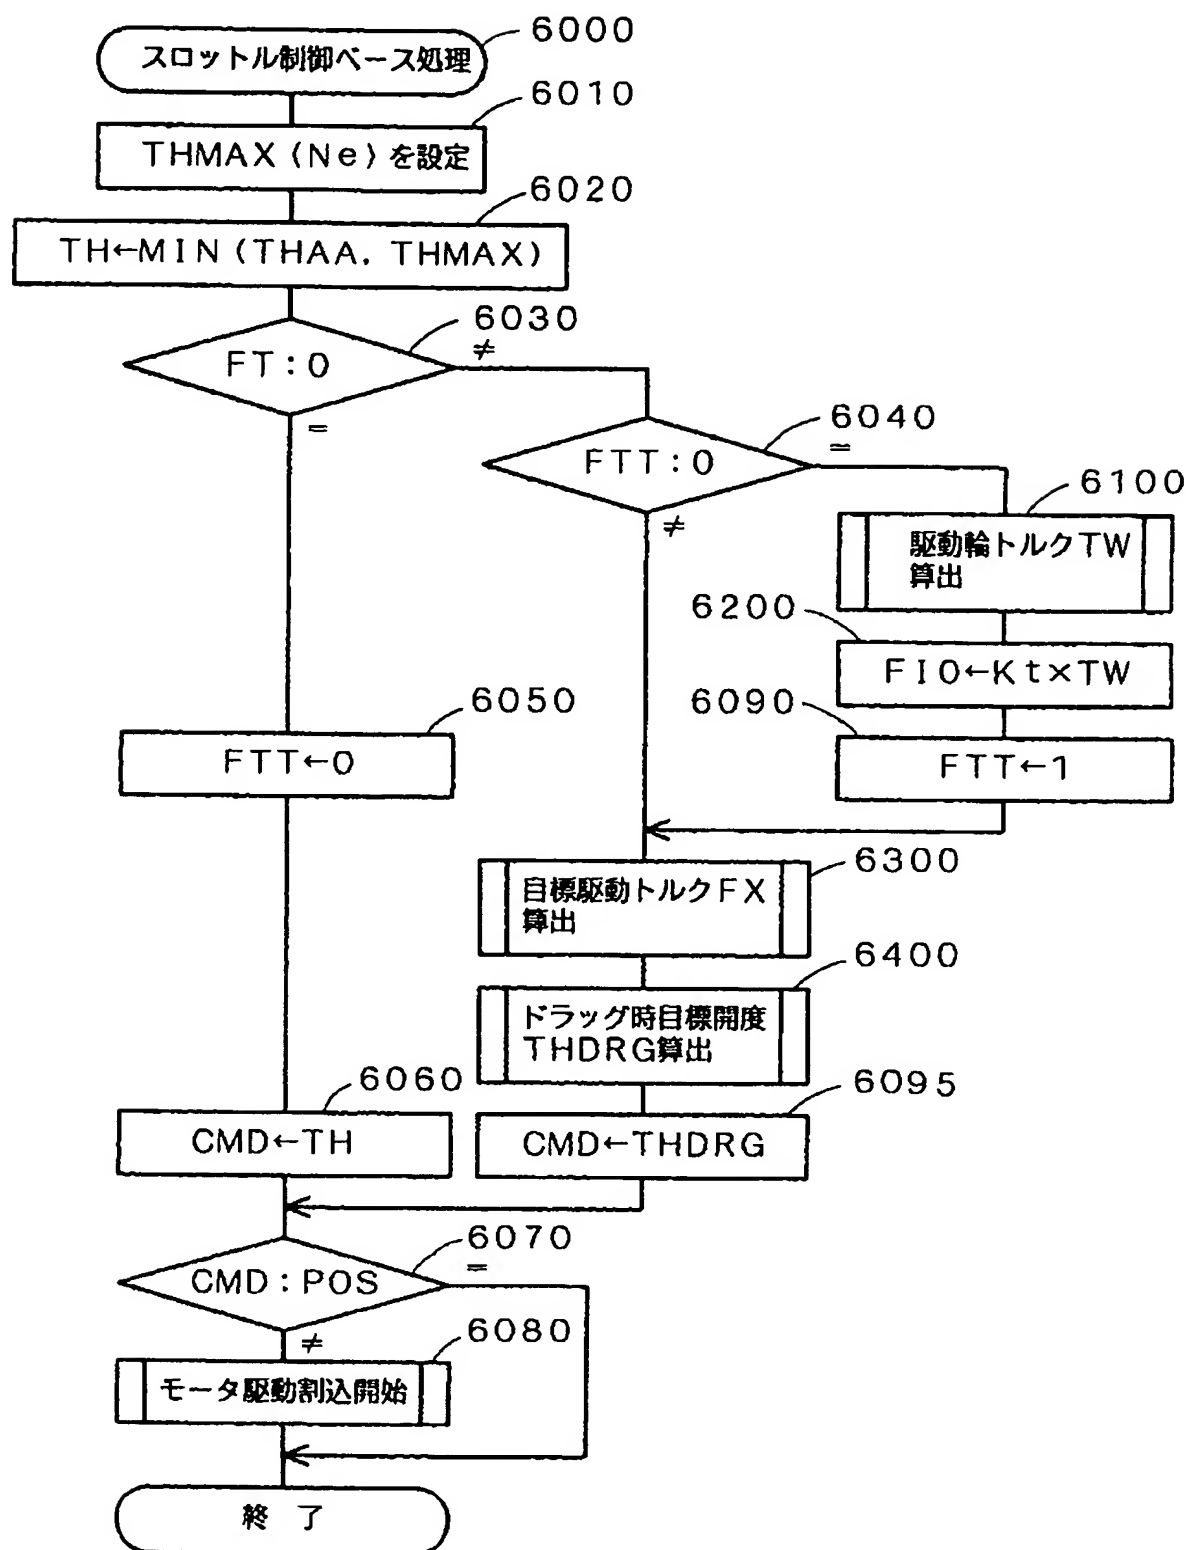 6000
スロットル制御ベース処理
6010
THMAX(Ne)を設定
6020
TH←MIN(THAA. THMAX)
6030
FT:0
≠
=
6040
FTT:0
=
≠
6100
駆動輪トルクTW
算出
6200
FI0←Kt×TW
6090
FTT←1
6050
FTT←0
6300
目標駆動トルクFX
算出
6400
ドラッグ時目標開度
THDRG算出
6060
CMD←TH
6095
CMD←THDRG
6070
CMD:POS
=
≠
6080
モータ駆動割込開始
終 了